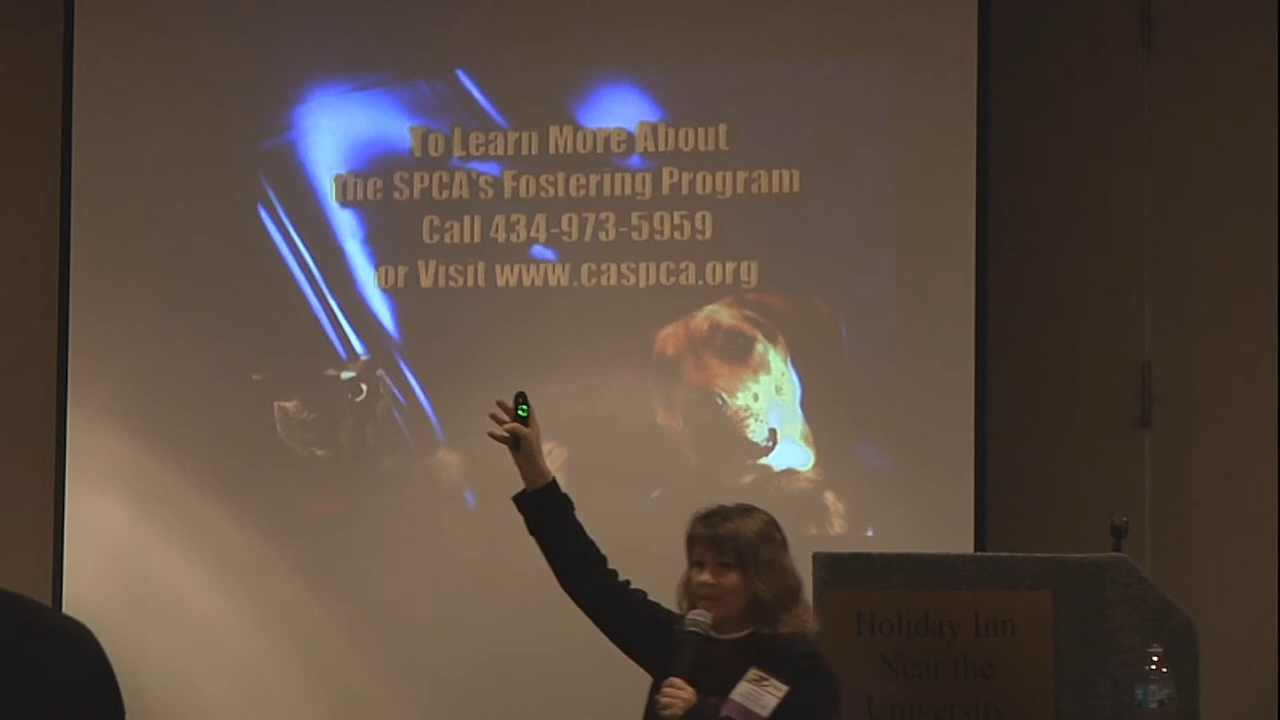 To Learn More About
the SPCA's Fostering Program
Call 434-973-5959
or Visit www.caspca.org
Holiday Inn
Near the
University